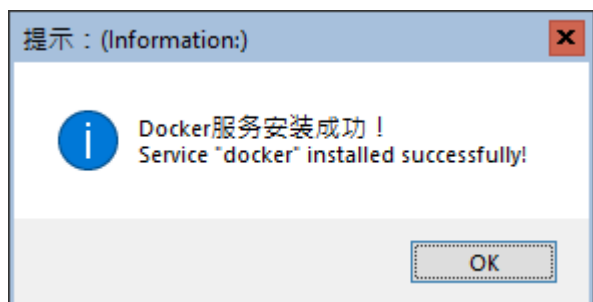 提示：(Information:)
Docker服务安装成功！
Service "docker" installed successfully!
OK